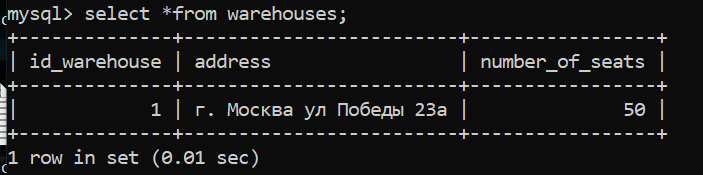 mysql> select *from warehouses;
+--------------+-------------------------+-----------------+
| id_warehouse | address                 | number_of_seats |
+--------------+-------------------------+-----------------+
|            1 | г. Москва ул Победы 23а |              50 |
+--------------+-------------------------+-----------------+
1 row in set (0.01 sec)